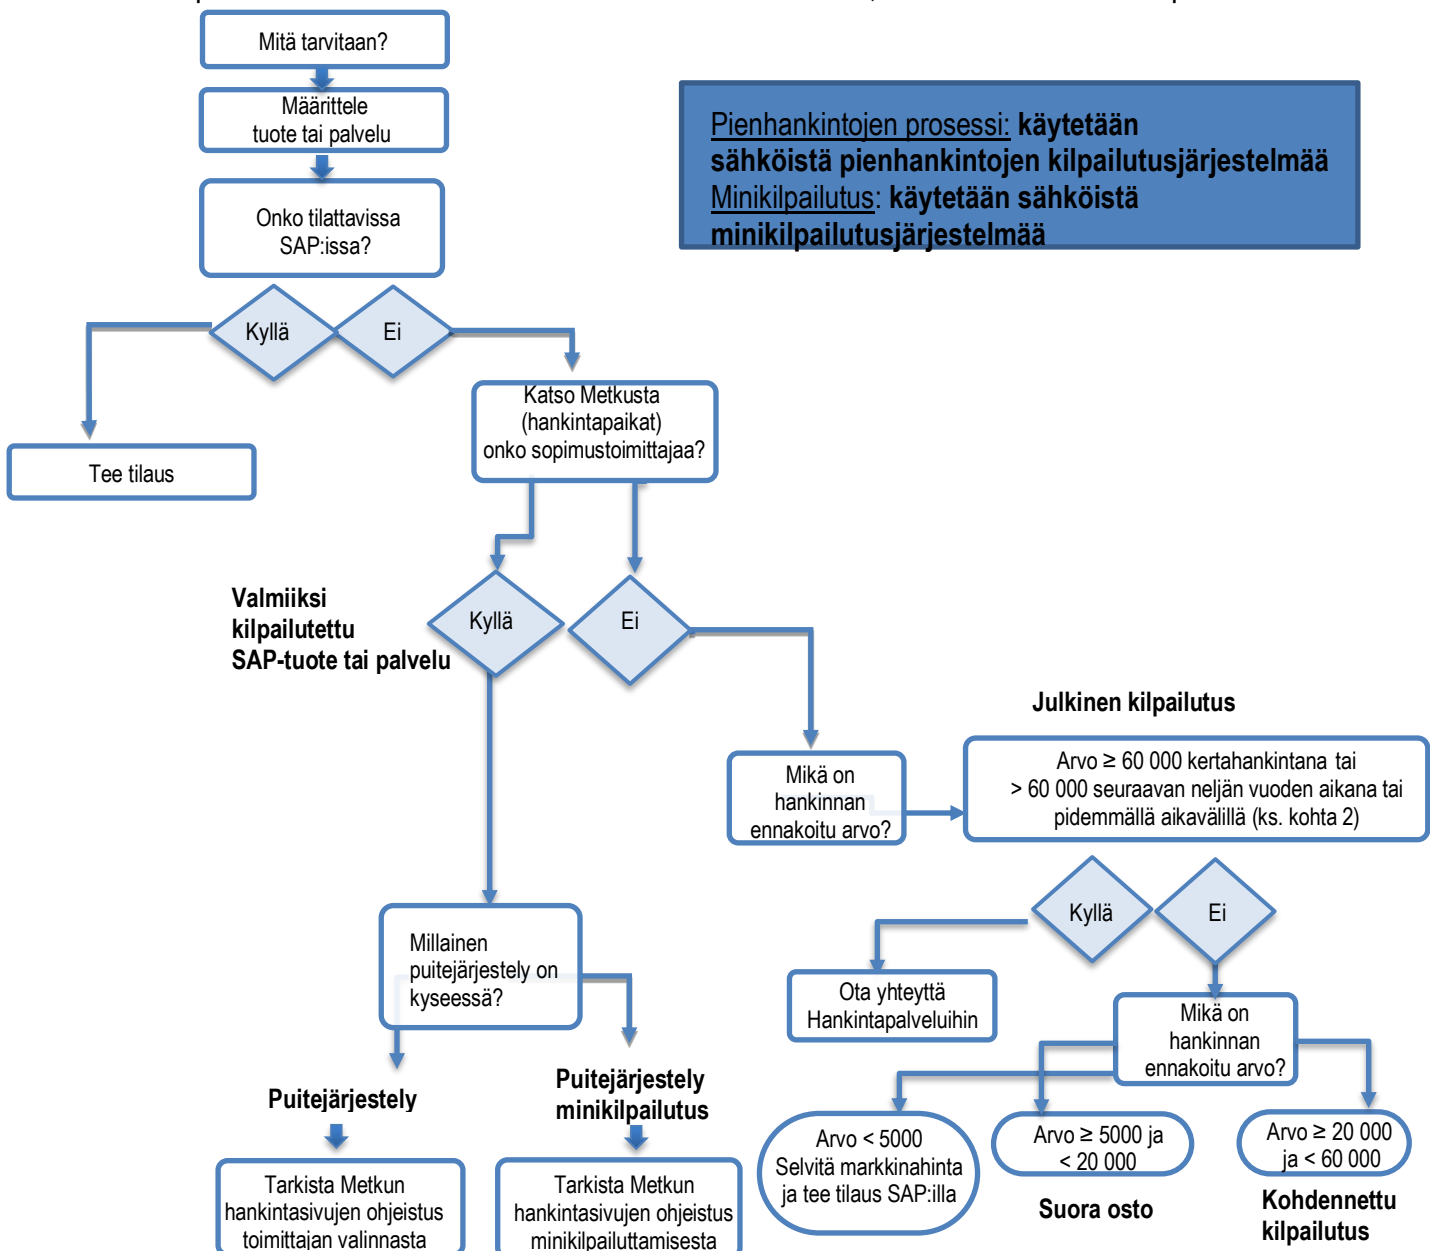 Mitä tarvitaan?
Määrittele
tuote tai palvelu
Onko tilattavissa
SAP:issa?
Pienhankintojen prosessi: käytetään
sähköistä pienhankintojen kilpailutusjärjestelmää
Minikilpailutus: käytetään sähköistä
minikilpailutusjärjestelmää
Kyllä
Ei
Tee tilaus
Katso Metkusta
(hankintapaikat)
onko sopimustoimittajaa?
Valmiiksi
kilpailutettu
SAP-tuote tai palvelu
Kyllä
Ei
Mikä on
hankinnan
ennakoitu arvo?
Julkinen kilpailutus
Arvo ≥ 60 000 kertahankintana tai
> 60 000 seuraavan neljän vuoden aikana tai
pidemmällä aikavälillä (ks. kohta 2)
Kyllä
Ei
Ota yhteyttä
Hankintapalveluihin
Mikä on
hankinnan
ennakoitu arvo?
Millainen
puitejärjestely on
kyseessä?
Puitejärjestely
Puitejärjestely
minikilpailutus
Tarkista Metkun
hankintasivujen ohjeistus
toimittajan valinnasta
Tarkista Metkun
hankintasivujen ohjeistus
minikilpailuttamisesta
Arvo < 5000
Selvitä markkinahinta
ja tee tilaus SAP:illa
Arvo ≥ 5000 ja
< 20 000
Suora osto
Arvo ≥ 20 000
ja < 60 000
Kohdennettu
kilpailutus